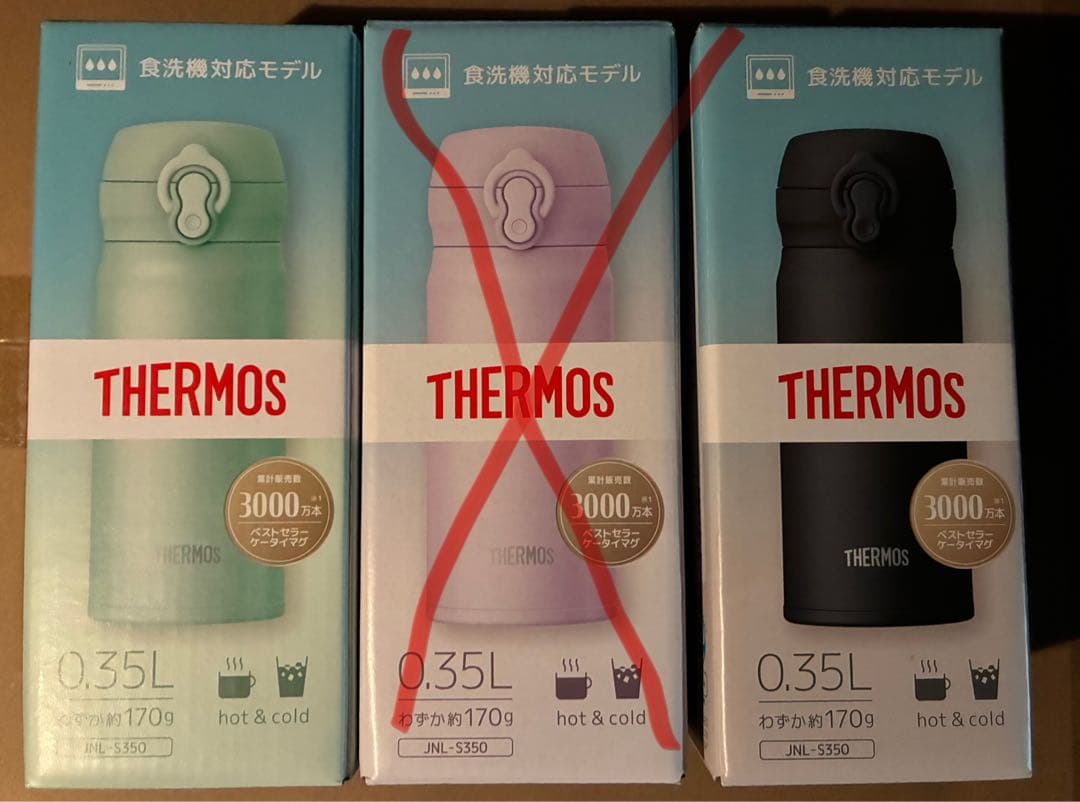 食洗機対応モデル
THERMOS
累計販売数
3000万本※1
ベストセラー
ケータイマグ
THERMOS
0.35L
わずか約170g
hot & cold
JNL-S350
食洗機対応モデル
THERMOS
累計販売数
3000万本※1
ベストセラー
ケータイマグ
THERMOS
0.35L
わずか約170g
hot & cold
JNL-S350
食洗機対応モデル
THERMOS
累計販売数
3000万本※1
ベストセラー
ケータイマグ
THERMOS
0.35L
わずか約170g
hot & cold
JNL-S350